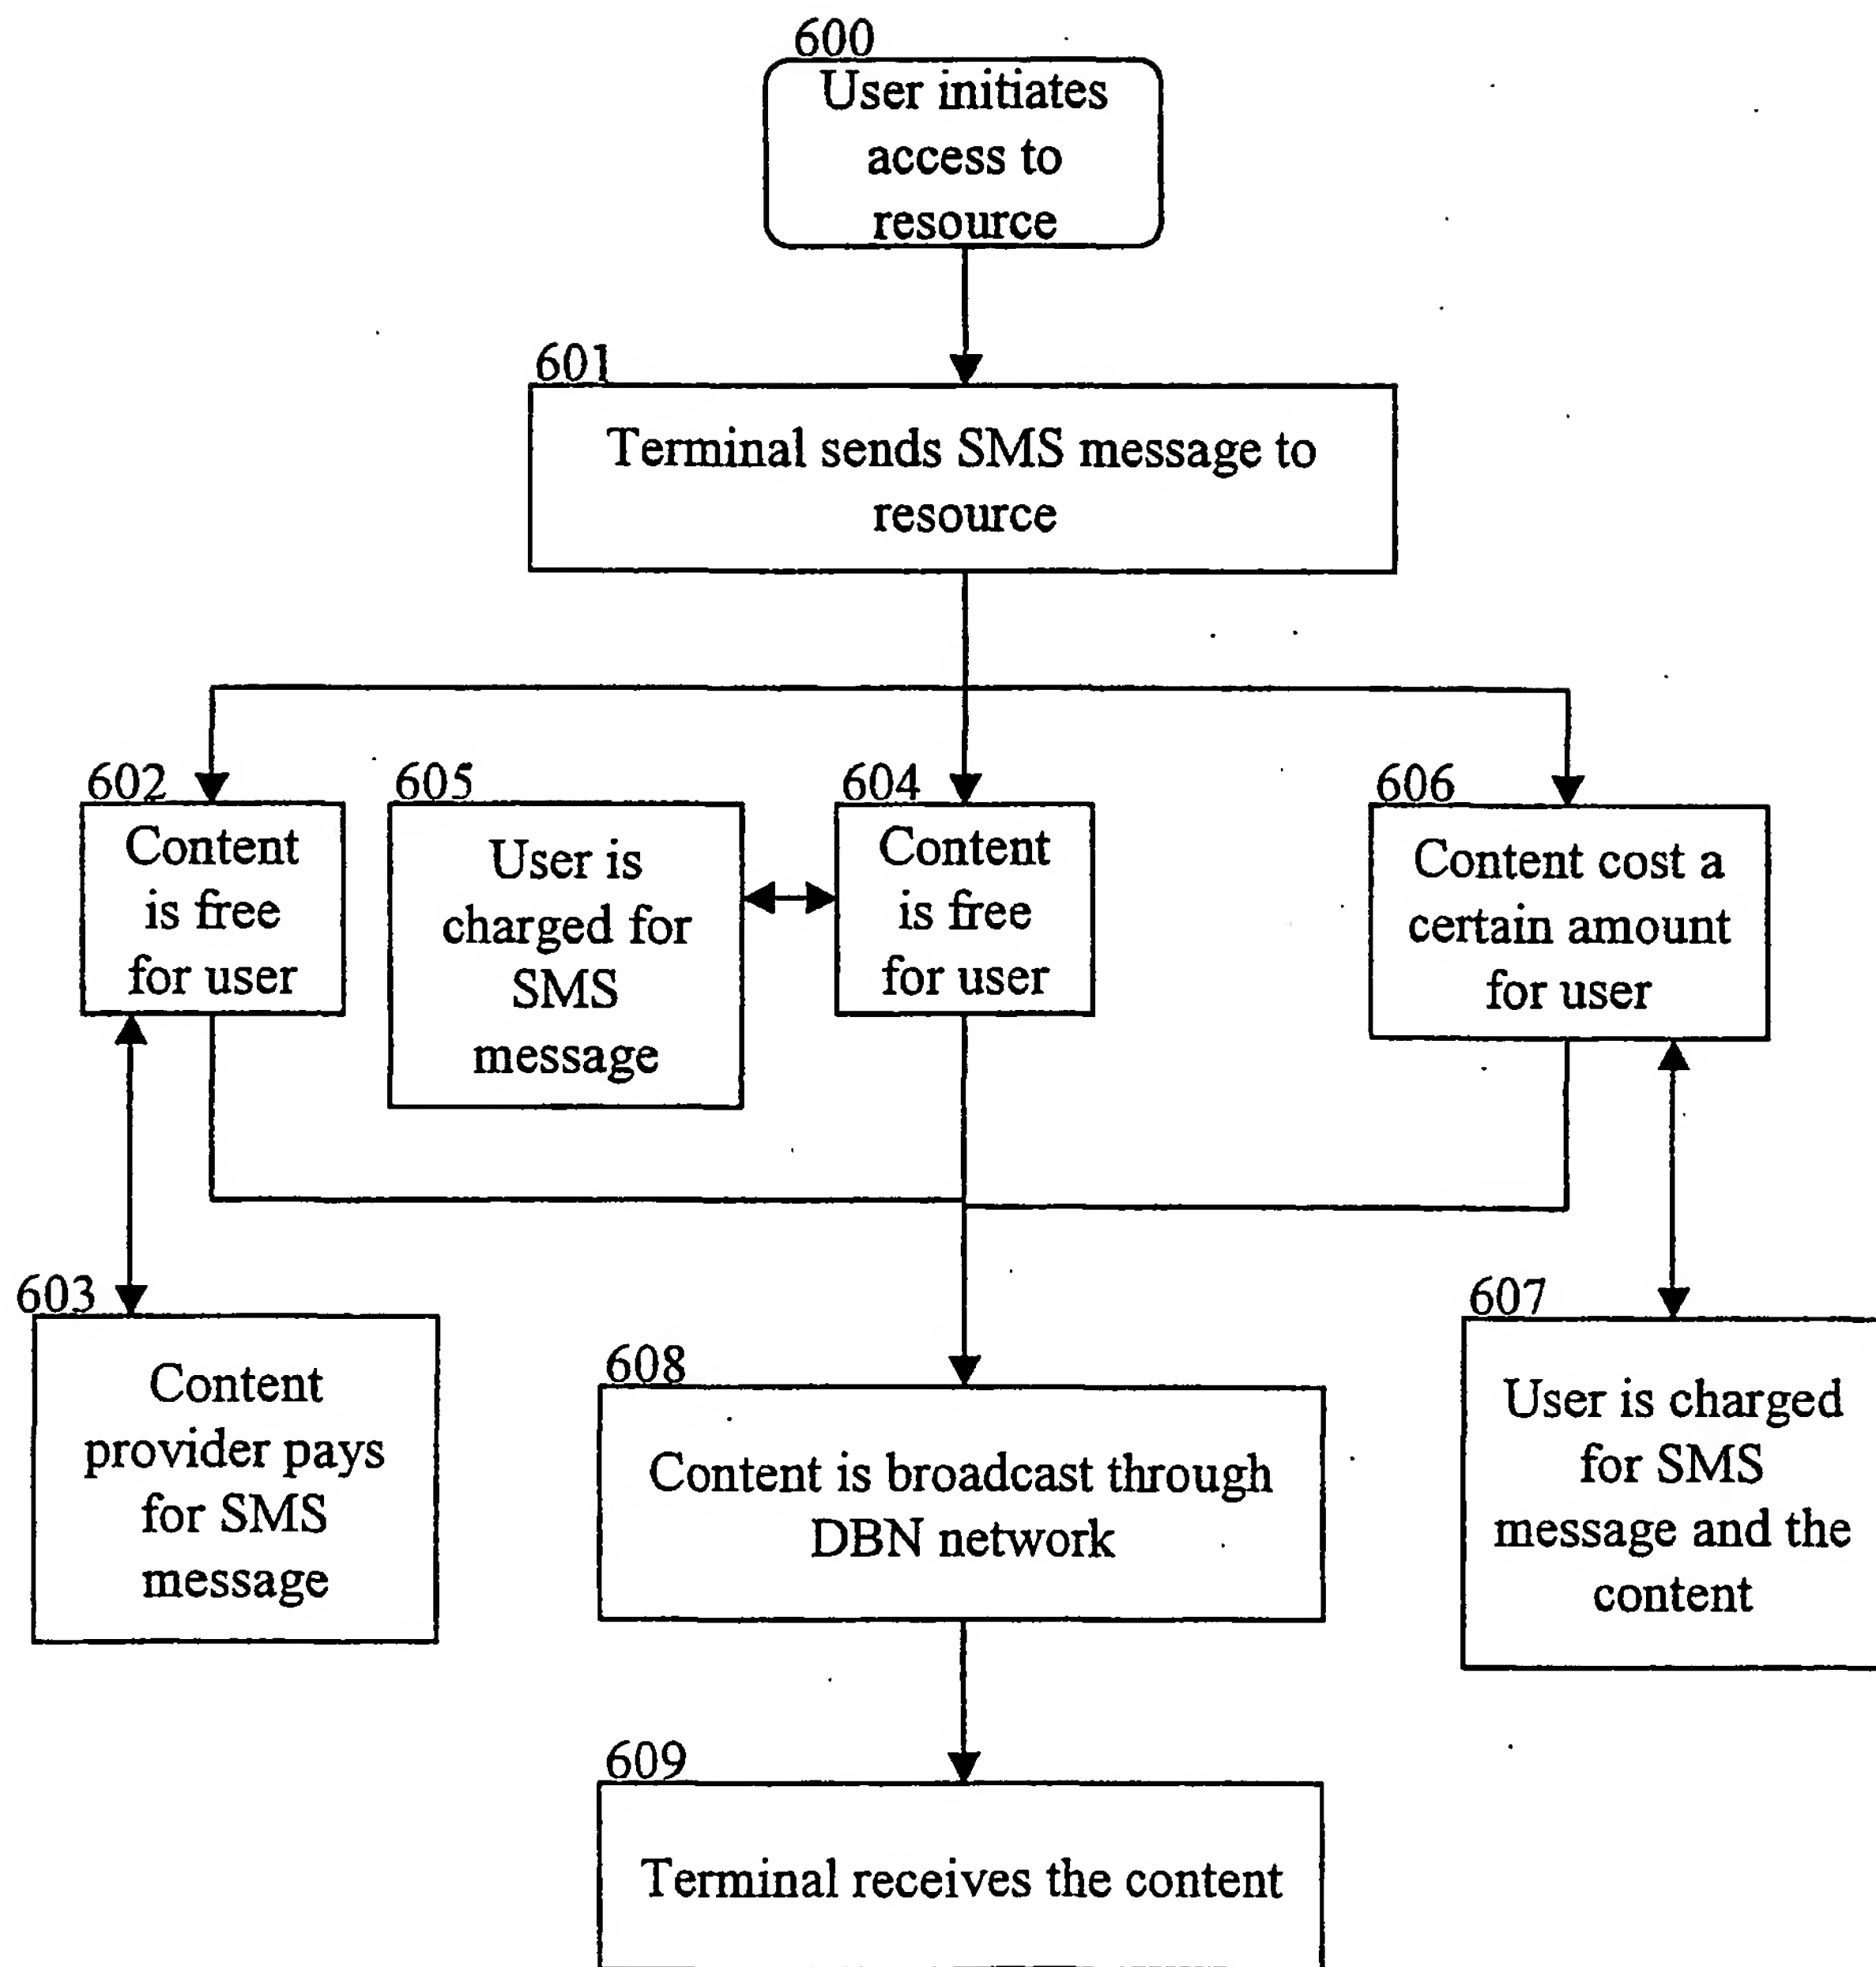 600
User initiates
access to
resource
601
Terminal sends SMS message to
resource
602
Content
is free
for user
605
User is
charged for
SMS
message
604
Content
is free
for user
606
Content cost a
certain amount
for user
603
Content
provider pays
for SMS
message
608
Content is broadcast through
DBN network
607
User is charged
for SMS
message and the
content
609
Terminal receives the content